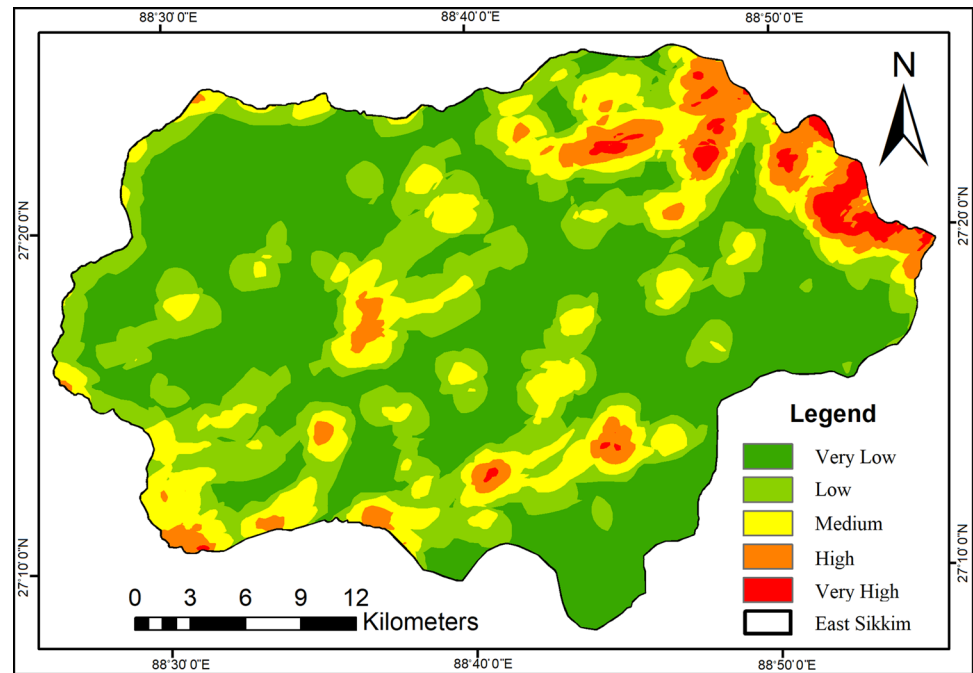 88°30´0˝E
88°40´0˝E
88°50´0˝E
N
27°20´0˝N
27°20´0˝N
Legend
Very Low
Low
Medium
High
Very High
East Sikkim
27°10´0˝N
27°10´0˝N
0 3 6 9 12
Kilometers
88°30´0˝E
88°40´0˝E
88°50´0˝E